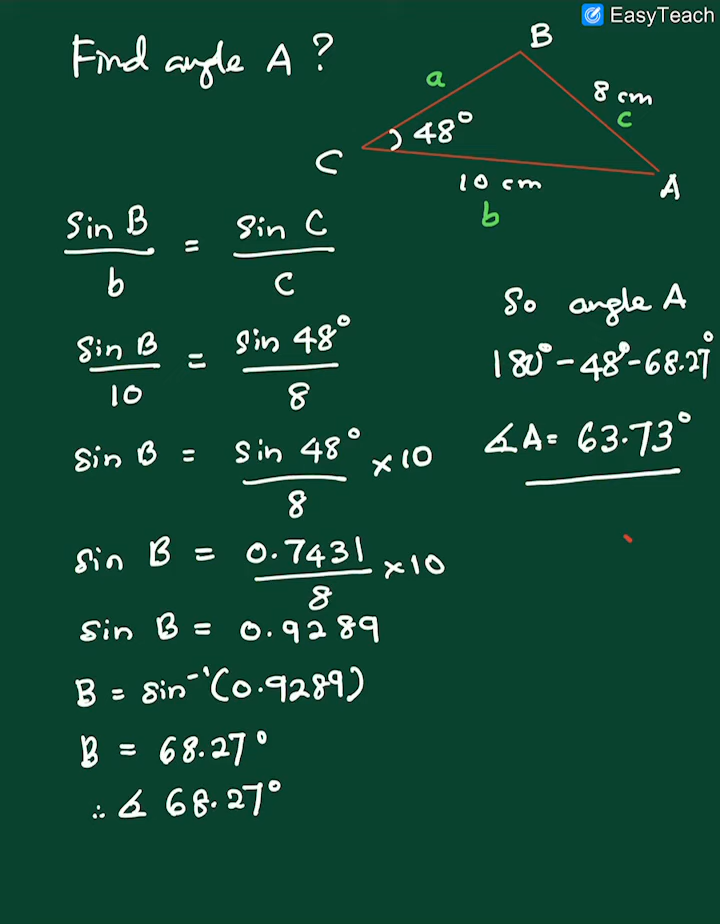 EasyTeach
Find angle A ?
B
a
8 cm
c
48°
C
10 cm
A
b
Sin B / b = Sin C / C
Sin B / 10 = Sin 48° / 8
Sin B = Sin 48° / 8 × 10
Sin B = 0.7431 / 8 × 10
Sin B = 0.9289
B = Sin⁻¹(0.9289)
B = 68.27°
∴ ∡ 68.27°
So angle A
180° - 48° - 68.27°
∡A = 63.73°